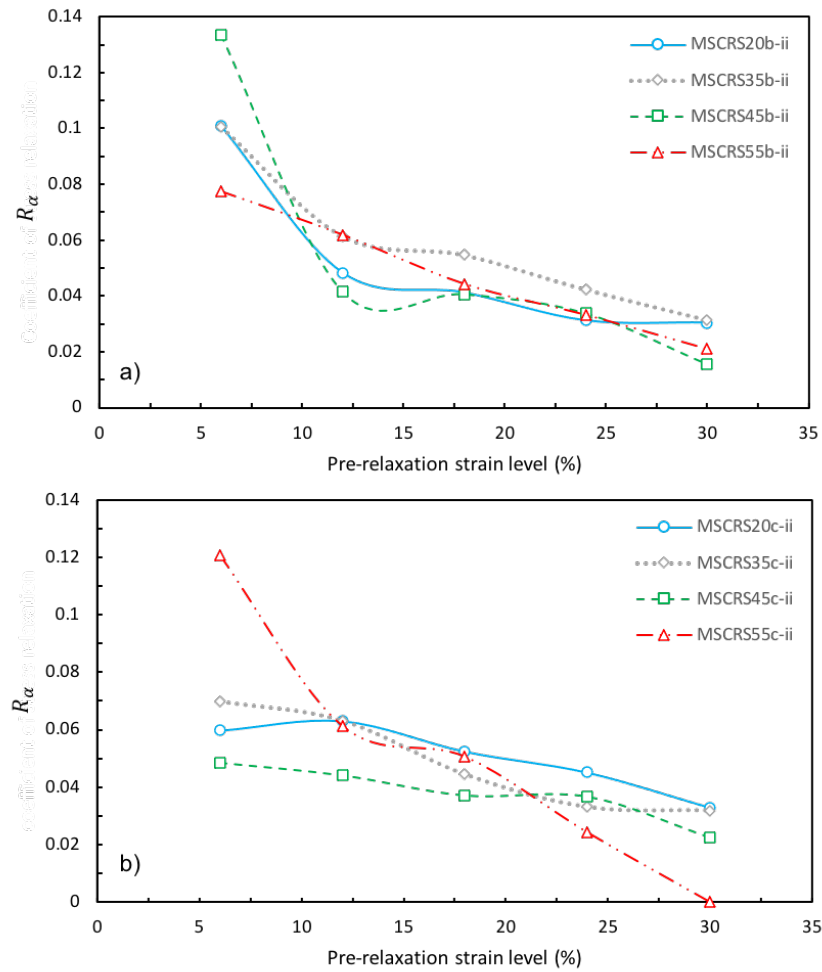 0.14
0.12
0.1
0.08
0.06
0.04
0.02
0
R𝛼
MSCRS20b-ii
MSCRS35b-ii
MSCRS45b-ii
MSCRS55b-ii
a)
0 5 10 15 20 25 30 35
Pre-relaxation strain level (%)
0.14
0.12
0.1
0.08
0.06
0.04
0.02
0
R𝛼
MSCRS20c-ii
MSCRS35c-ii
MSCRS45c-ii
MSCRS55c-ii
b)
0 5 10 15 20 25 30 35
Pre-relaxation strain level (%)